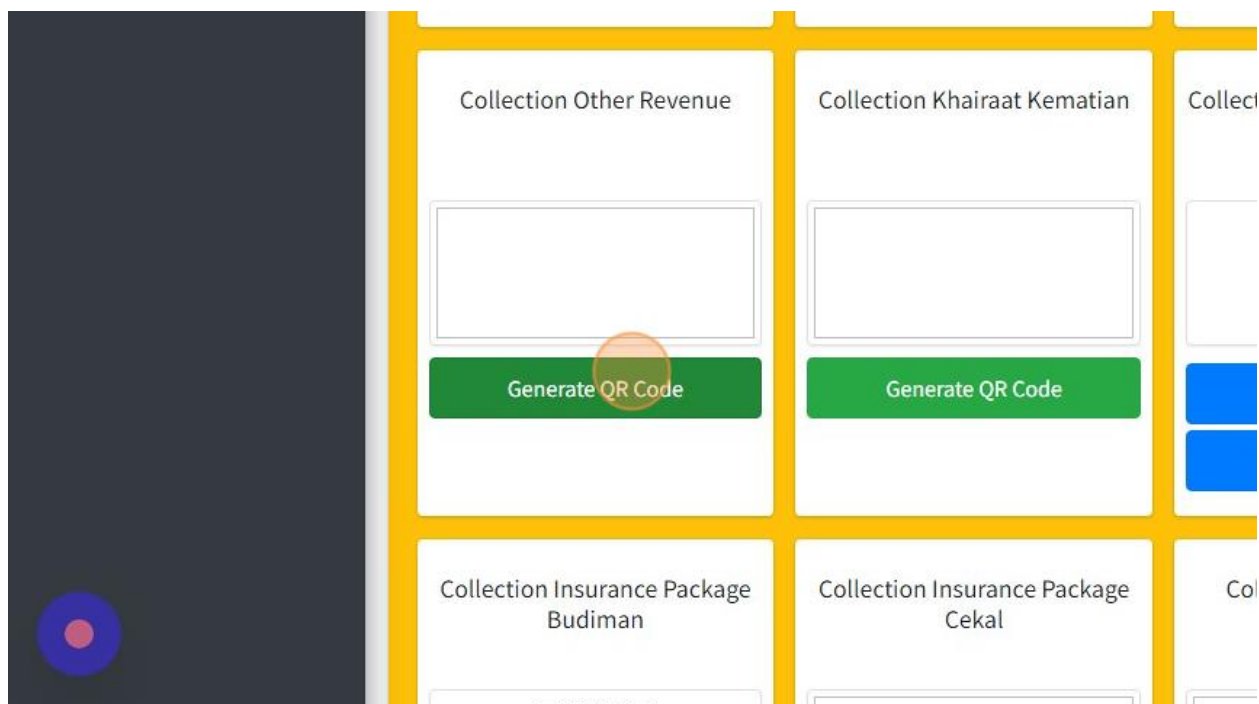 Collection Other Revenue
Collection Khairaat Kematian
Generate QR Code
Generate QR Code
Collection Insurance Package
Budiman
Collection Insurance Package
Cekal